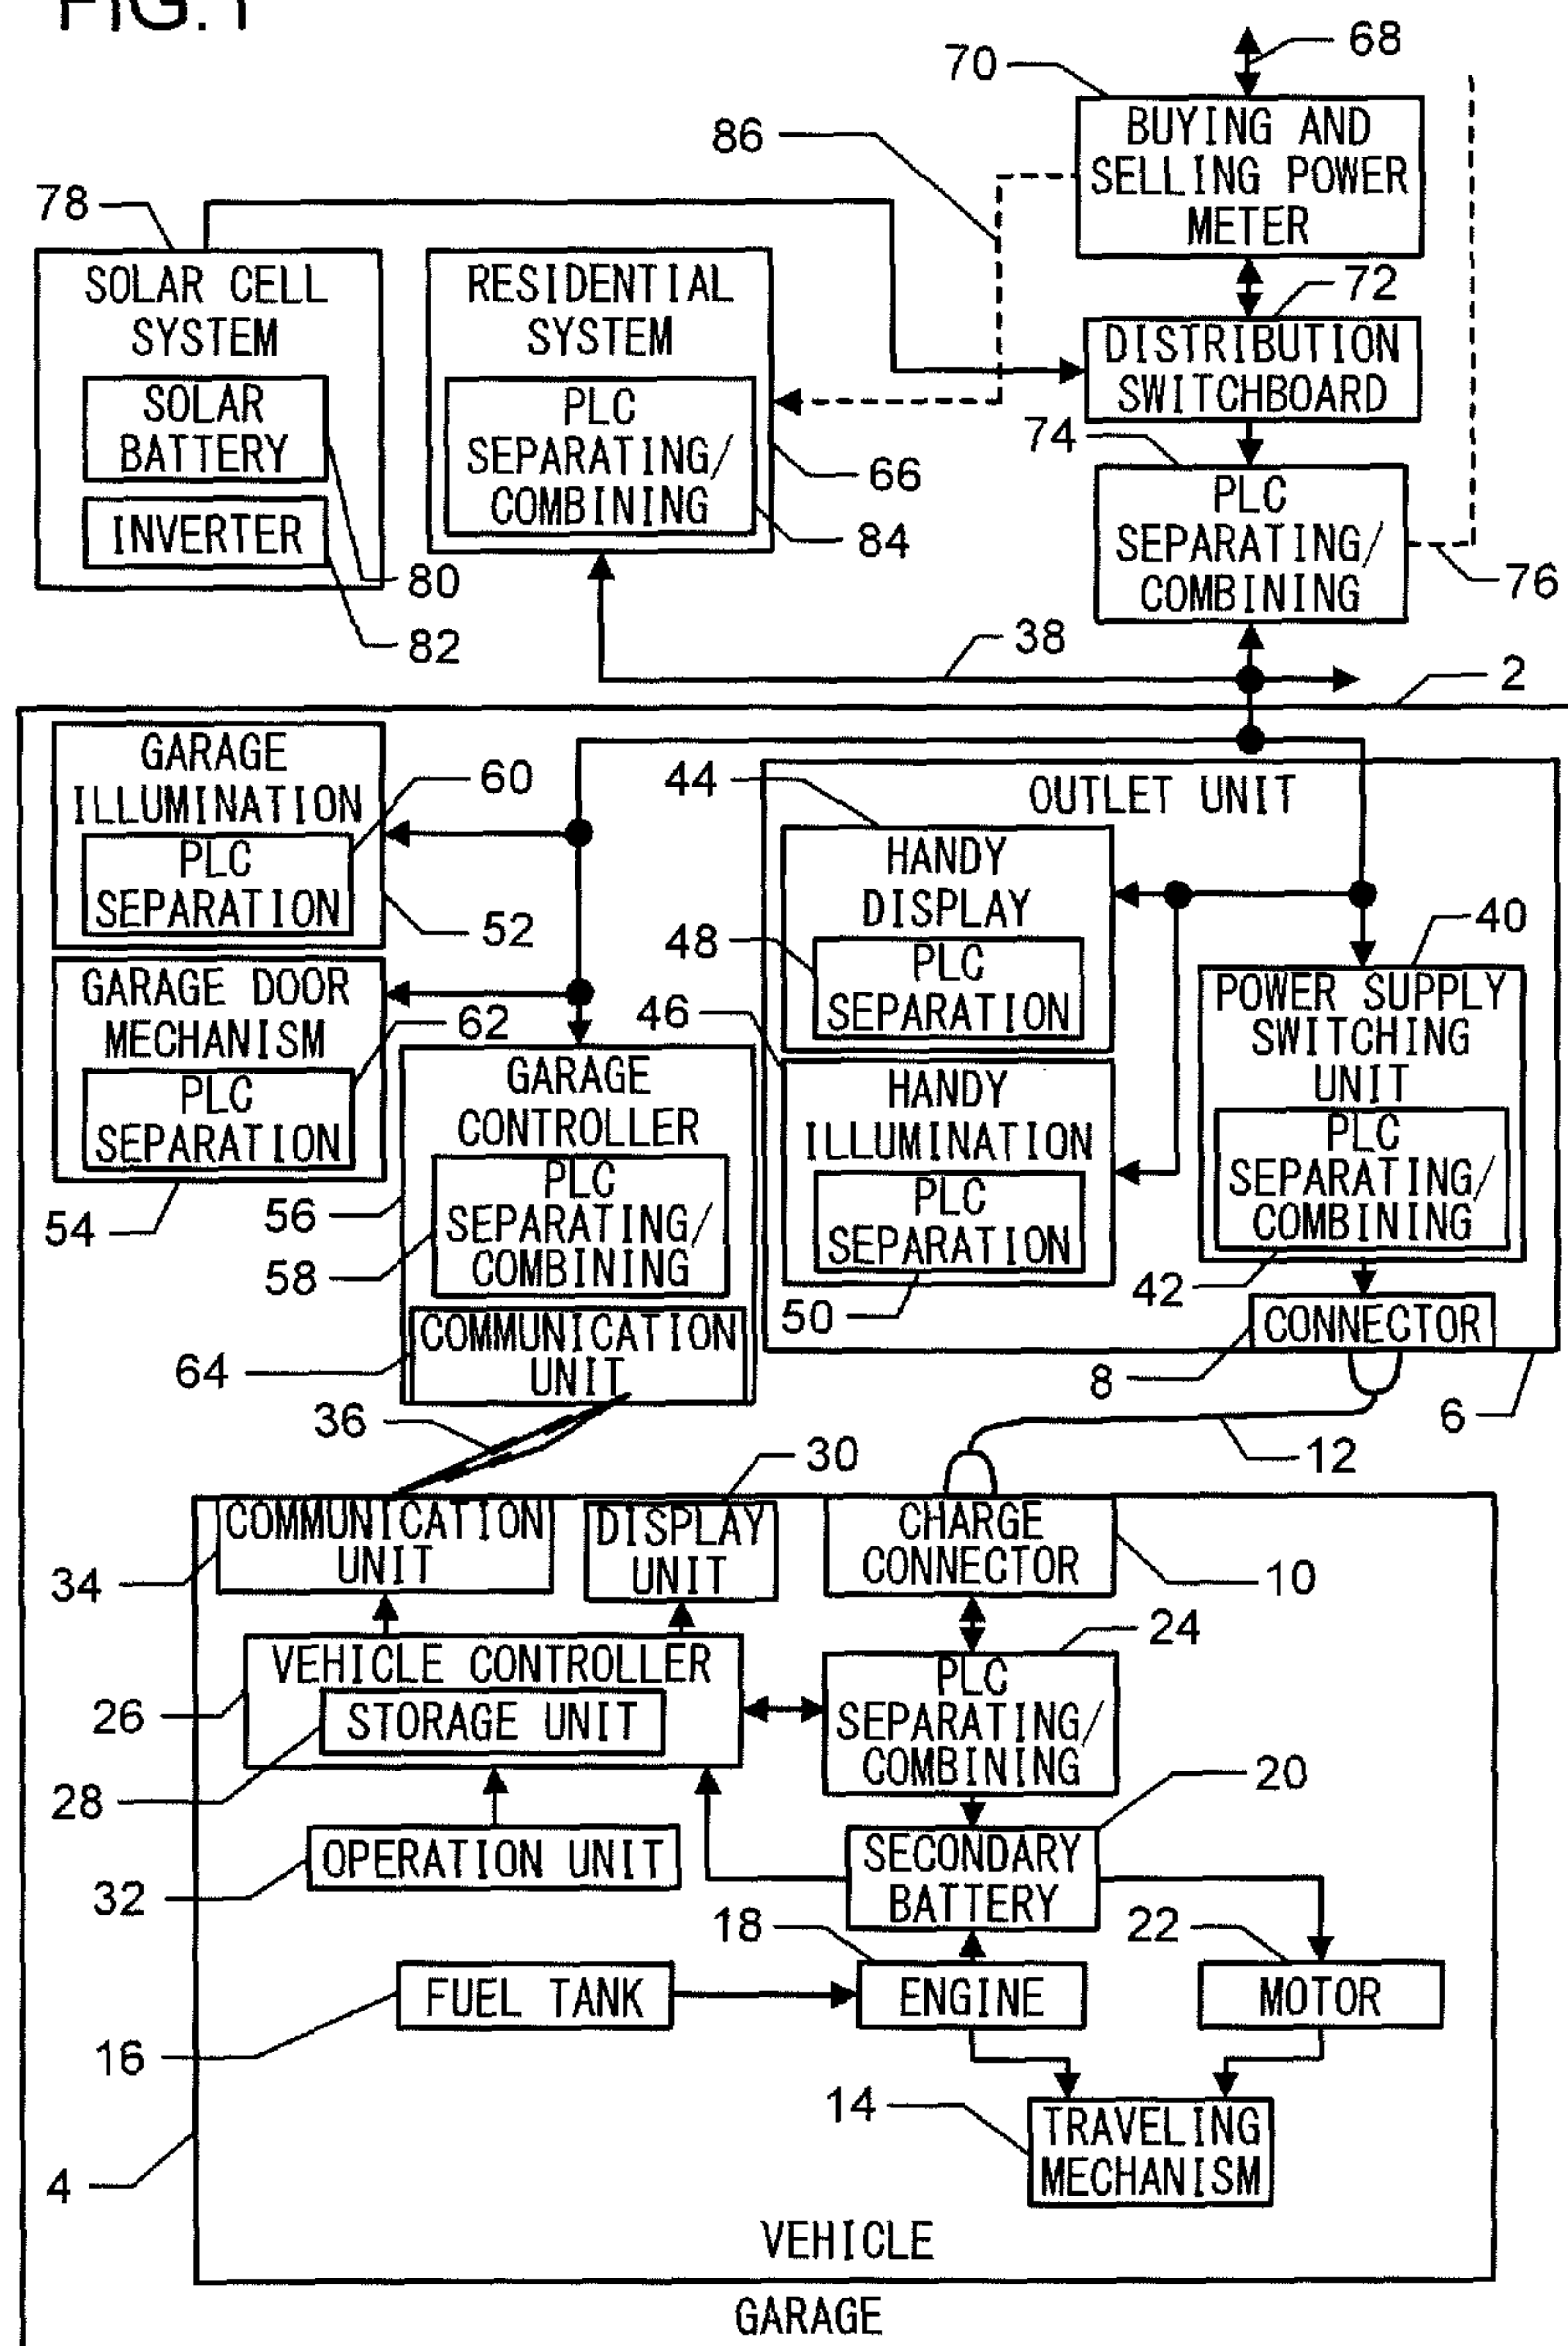 FIG. 1
68
70
BUYING AND
SELLING POWER
METER
86
78
SOLAR CELL
SYSTEM
SOLAR
BATTERY
INVERTER
80
82
RESIDENTIAL
SYSTEM
PLC
SEPARATING/
COMBINING
66
84
72
DISTRIBUTION
SWITCHBOARD
74
PLC
SEPARATING/
COMBINING
76
38
2
GARAGE
ILLUMINATION
PLC
SEPARATION
60
52
GARAGE DOOR
MECHANISM
PLC
SEPARATION
62
54
GARAGE
CONTROLLER
PLC
SEPARATING/
COMBINING
56
58
COMMUNICATION
UNIT
64
36
OUTLET UNIT
44
HANDY
DISPLAY
48
PLC
SEPARATION
46
HANDY
ILLUMINATION
PLC
SEPARATION
50
40
POWER SUPPLY
SWITCHING
UNIT
PLC
SEPARATING/
COMBINING
42
CONNECTOR
8
6
12
30
COMMUNICATION
UNIT
34
DISPLAY
UNIT
CHARGE
CONNECTOR
10
24
VEHICLE CONTROLLER
STORAGE UNIT
26
28
PLC
SEPARATING/
COMBINING
20
OPERATION UNIT
32
SECONDARY
BATTERY
18
22
FUEL TANK
16
ENGINE
MOTOR
14
TRAVELING
MECHANISM
4
VEHICLE
GARAGE